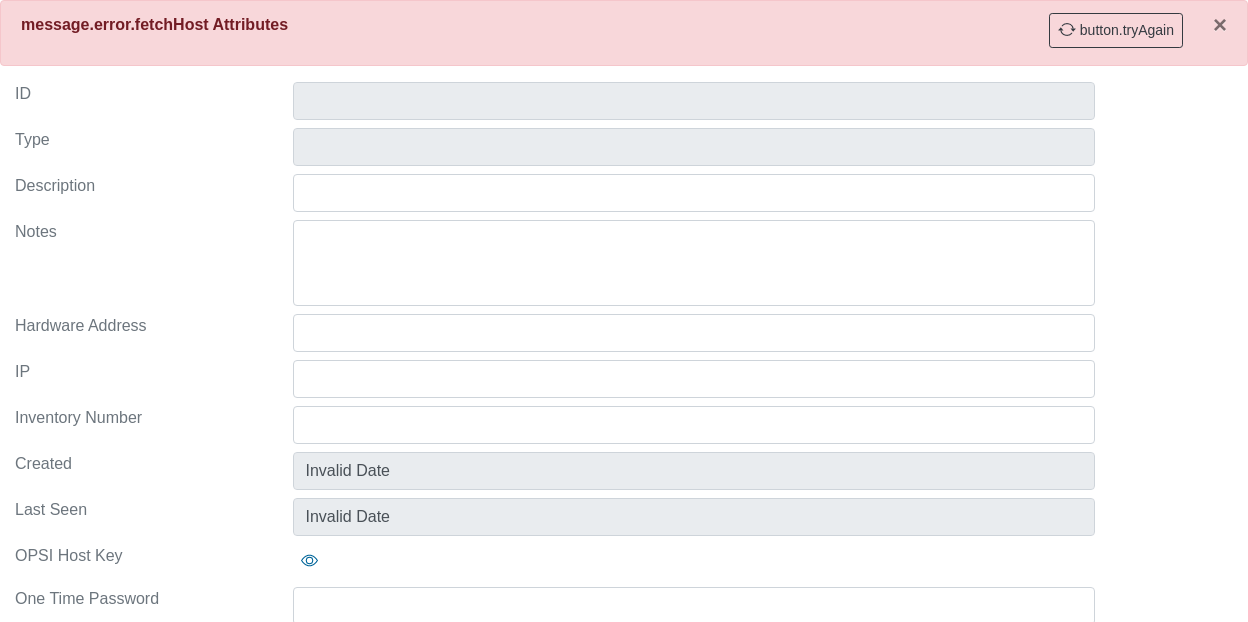 message.error.fetchHost Attributes
button.tryAgain ×
ID
Type
Description
Notes
Hardware Address
IP
Inventory Number
Created Invalid Date
Last Seen Invalid Date
OPSI Host Key
One Time Password